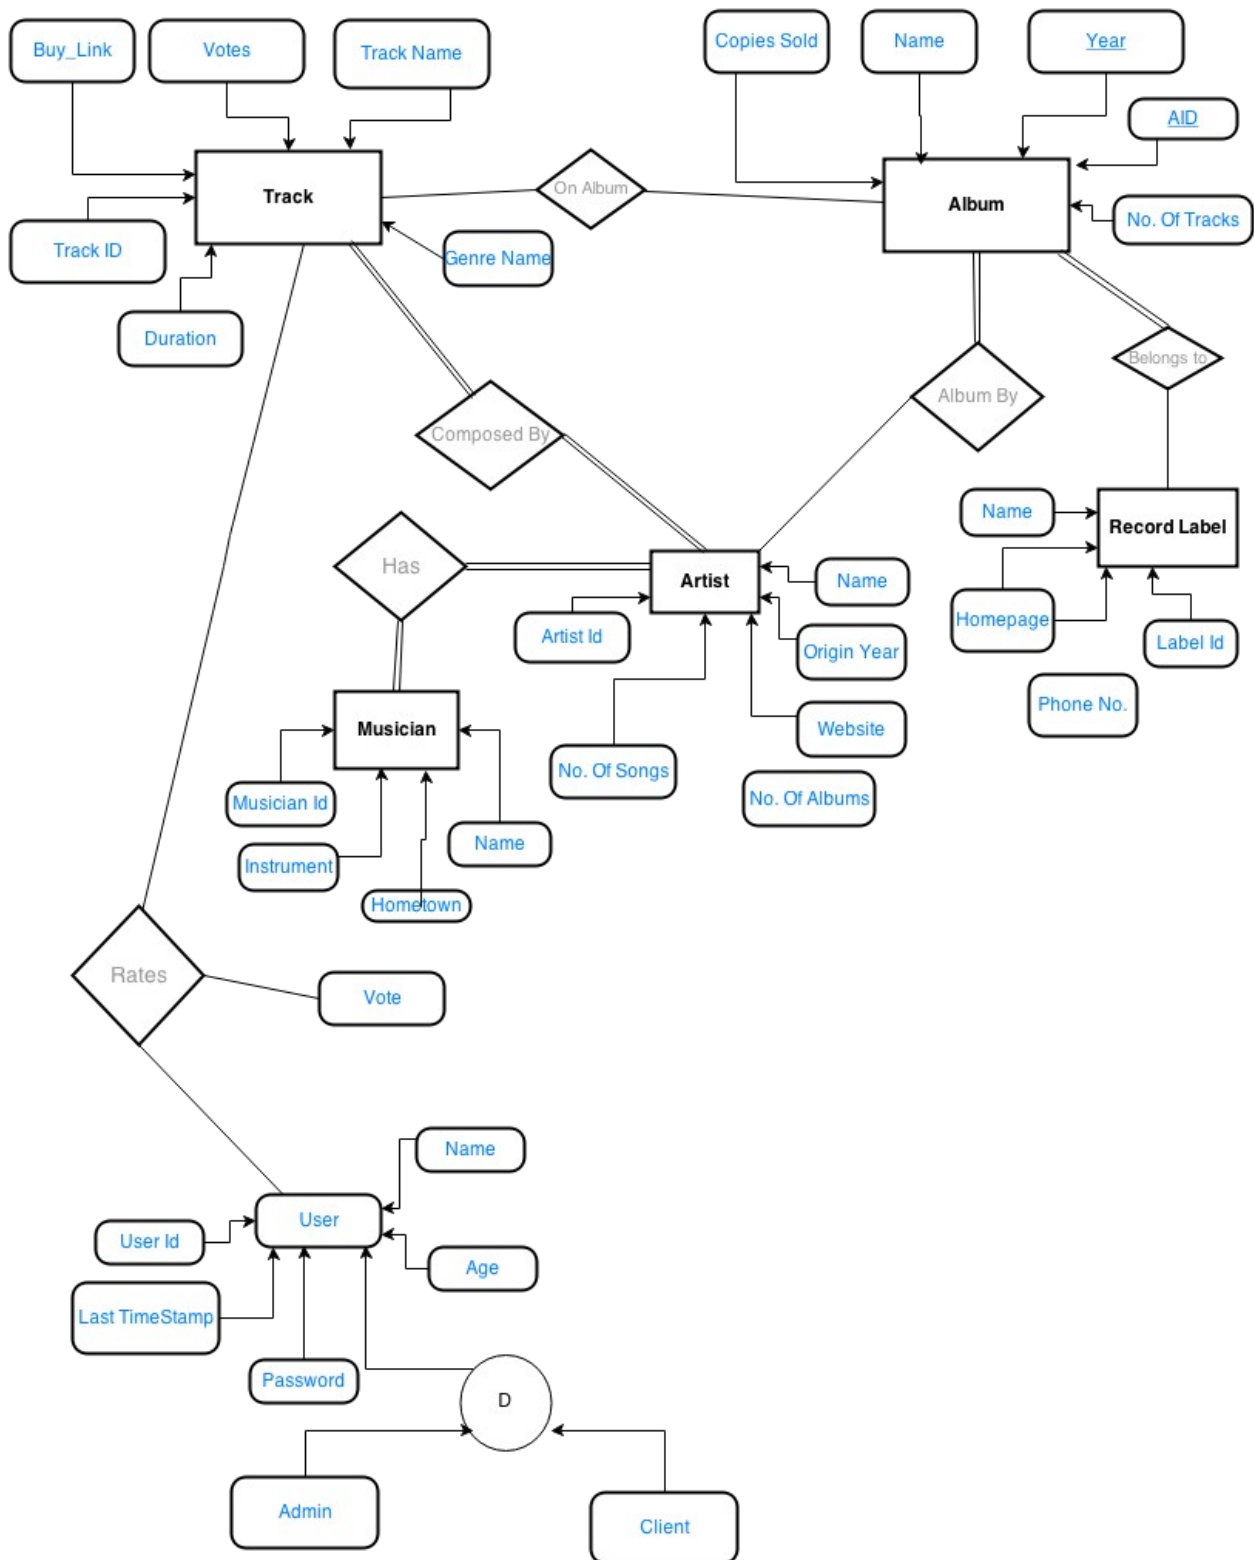 Buy_Link
Votes
Track Name
Copies Sold
Name
Year
AID
Track
On Album
Album
No. Of Tracks
Track ID
Genre Name
Duration
Belongs to
Album By
Composed By
Name
Record Label
Has
Artist
Name
Artist Id
Origin Year
Homepage
Label Id
Phone No.
Musician
Website
No. Of Songs
No. Of Albums
Musician Id
Name
Instrument
Hometown
Rates
Vote
Name
User
User Id
Age
Last TimeStamp
Password
D
Admin
Client